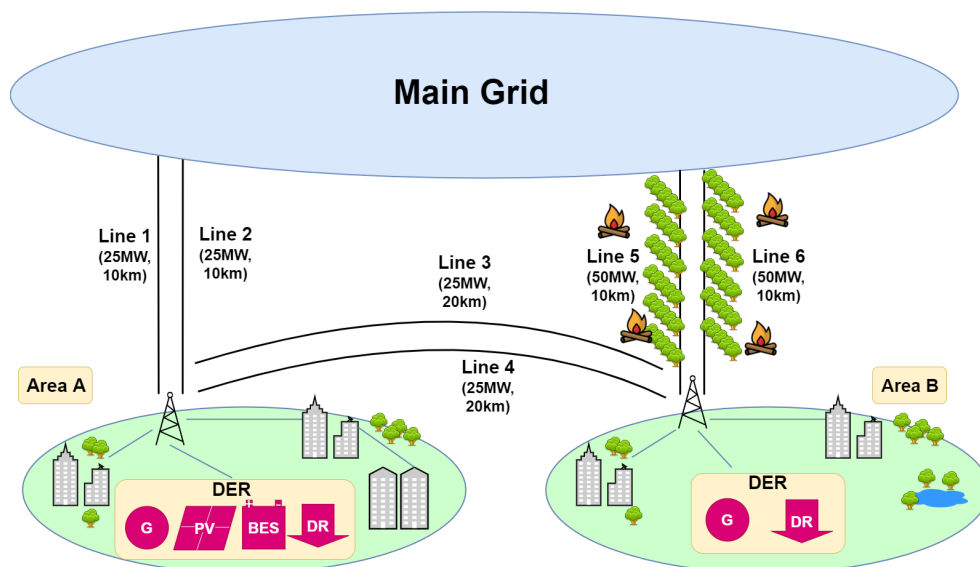 Main Grid
Line 1
(25MW,
10km)
Line 2
(25MW,
10km)
Line 3
(25MW,
20km)
Line 4
(25MW,
20km)
Line 5
(50MW,
10km)
Line 6
(50MW,
10km)
Area A
Area B
DER
G
PV
BES
DR
DER
G
DR